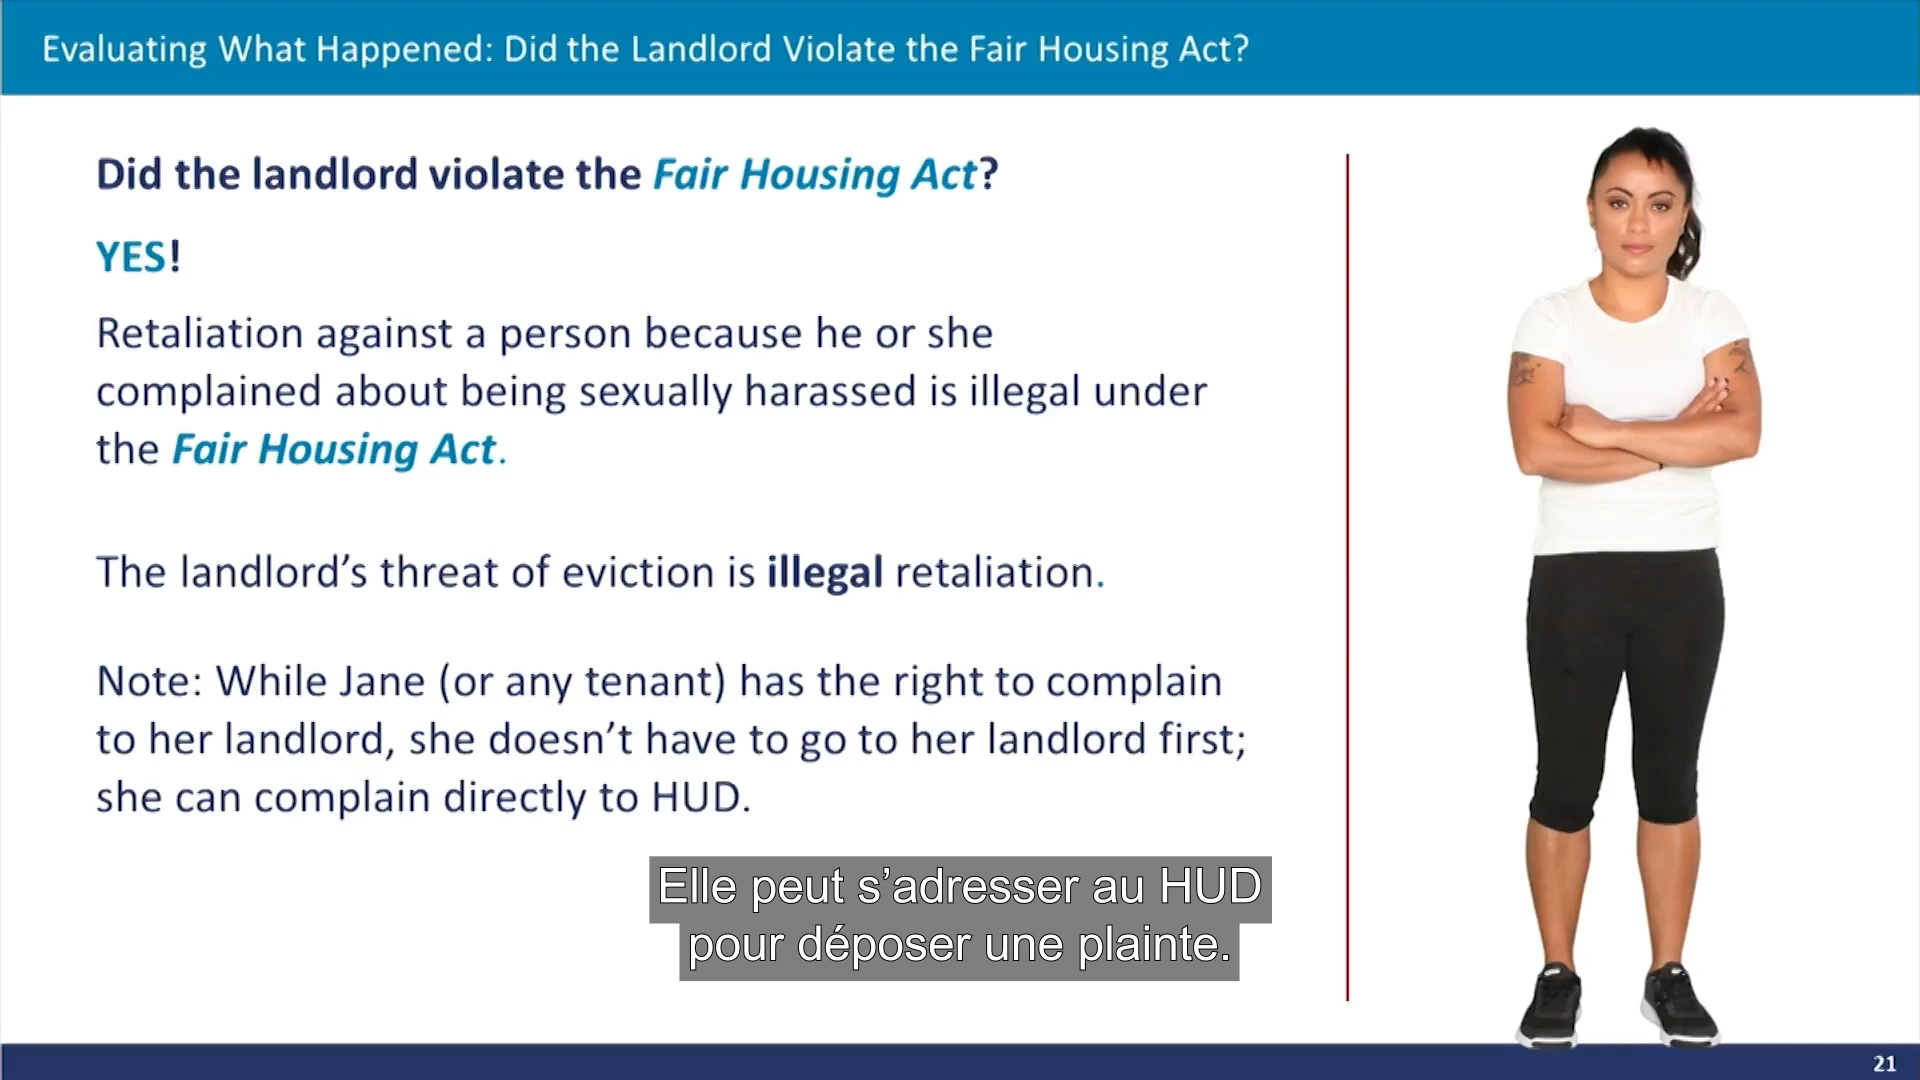 Evaluating What Happened: Did the Landlord Violate the Fair Housing Act?
Did the landlord violate the Fair Housing Act?
YES!
Retaliation against a person because he or she
complained about being sexually harassed is illegal under
the Fair Housing Act.
The landlord’s threat of eviction is illegal retaliation.
Note: While Jane (or any tenant) has the right to complain
to her landlord, she doesn’t have to go to her landlord first;
she can complain directly to HUD.
Elle peut s’adresser au HUD
pour déposer une plainte.
21